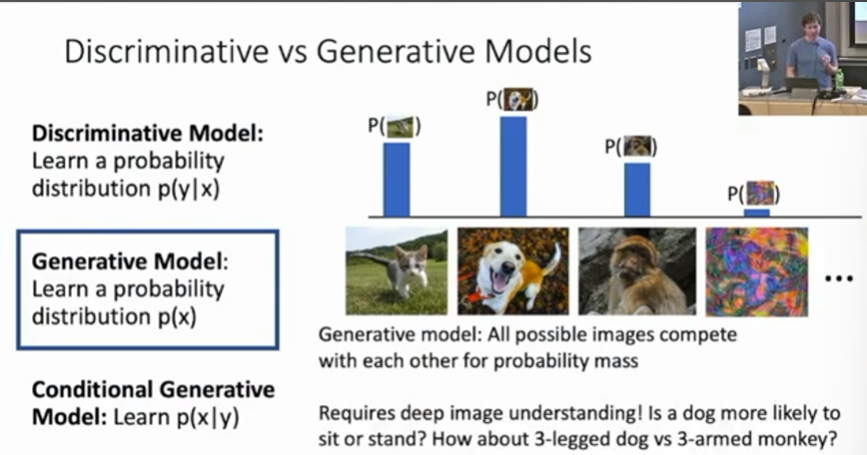 Discriminative vs Generative Models
Discriminative Model:
Learn a probability
distribution p(y|x)
Generative Model:
Learn a probability
distribution p(x)
Conditional Generative
Model: Learn p(x|y)
P( )
P( )
P( )
P( )
...
Generative model: All possible images compete
with each other for probability mass
Requires deep image understanding! Is a dog more likely to
sit or stand? How about 3-legged dog vs 3-armed monkey?